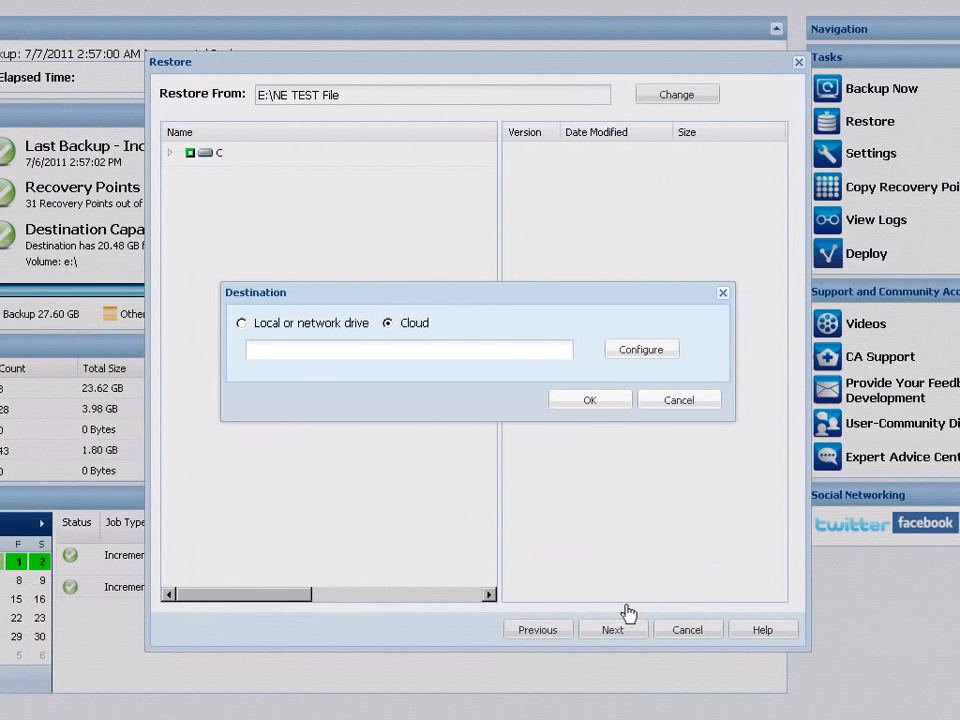 kup: 7/7/2011 2:57:00 AM
Elapsed Time:
Last Backup - Inc
7/6/2011 2:57:02 PM
Recovery Points
31 Recovery Points out of
Destination Capa
Destination has 20.48 GB f
Volume: e:\
Backup 27.60 GB
Other
Count
Total Size
8
23.62 GB
28
3.98 GB
0
0 Bytes
43
1.80 GB
0
0 Bytes
F S
1 2
8 9
15 16
22 23
29 30
5 6
Status
Job Type
Increme
Increme
Restore
Restore From:
E:\NE TEST File
Change
Name
Version
Date Modified
Size
C
Destination
Local or network drive
Cloud
Configure
OK
Cancel
Previous
Next
Cancel
Help
Navigation
Tasks
Backup Now
Restore
Settings
Copy Recovery Poi
View Logs
Deploy
Support and Community Acc
Videos
CA Support
Provide Your Feedb
Development
User-Community Di
Expert Advice Cent
Social Networking
twitter
facebook